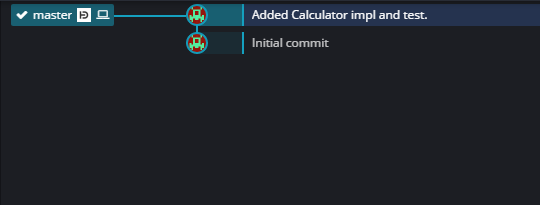 master Added Calculator impl and test.
Initial commit